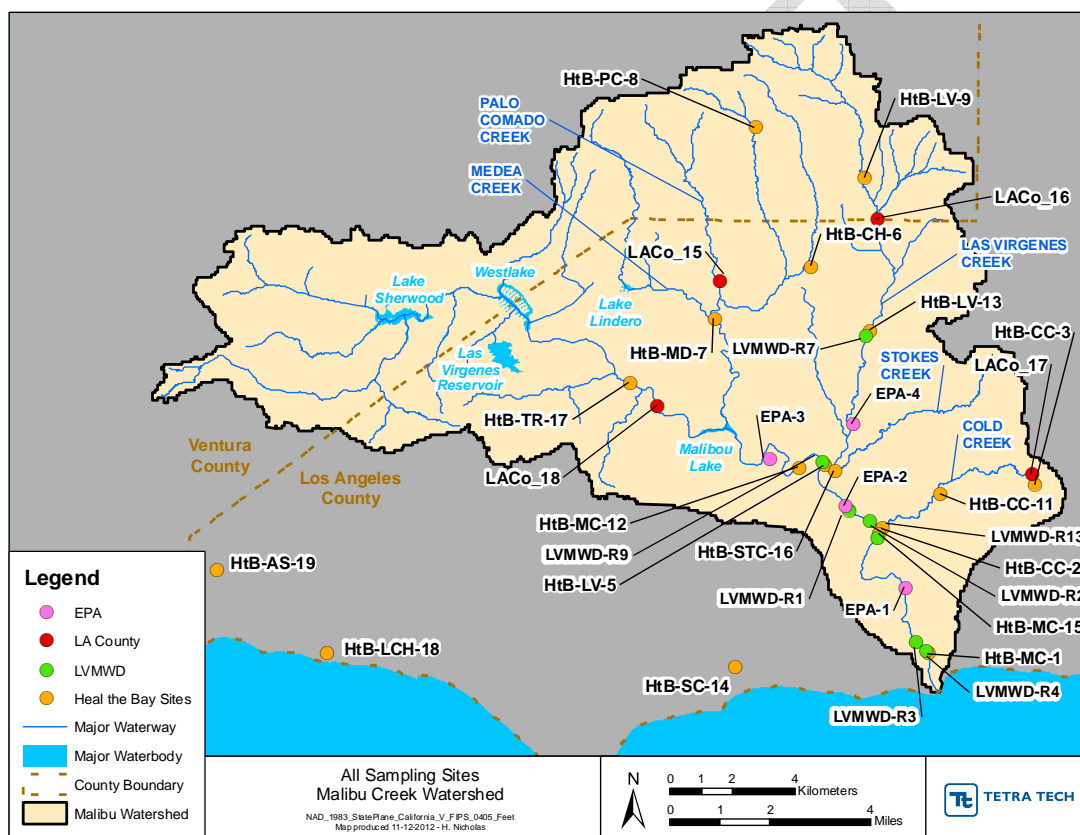 HtB-PC-8
HtB-LV-9
PALO
COMADO
CREEK
MEDEA
CREEK
LACo_16
HtB-CH-6
LACo_15
LAS VIRGENES
CREEK
Lake
Sherwood
Westlake
Lake
Lindero
HtB-LV-13
HtB-CC-3
HtB-MD-7
LVMWD-R7
Las
Virgenes
Reservoir
STOKES
CREEK
LACo_17
EPA-4
EPA-3
HtB-TR-17
COLD
CREEK
Malibou
Lake
Ventura
County
Los Angeles
County
LACo_18
EPA-2
HtB-CC-11
HtB-MC-12
LVMWD-R9
HtB-STC-16
LVMWD-R13
HtB-LV-5
HtB-CC-2
LVMWD-R1
LVMWD-R2
EPA-1
HtB-MC-15
HtB-AS-19
HtB-LCH-18
HtB-MC-1
HtB-SC-14
LVMWD-R4
LVMWD-R3
Legend
EPA
LA County
LVMWD
Heal the Bay Sites
Major Waterway
Major Waterbody
County Boundary
Malibu Watershed
All Sampling Sites
Malibu Creek Watershed
NAD_1983_StatePlane_California_V_FIPS_0405_Feet
Map produced 11-12-2012 - H. Nicholas
N
0 1 2 4
Kilometers
0 1 2 4
Miles
Tt TETRA TECH